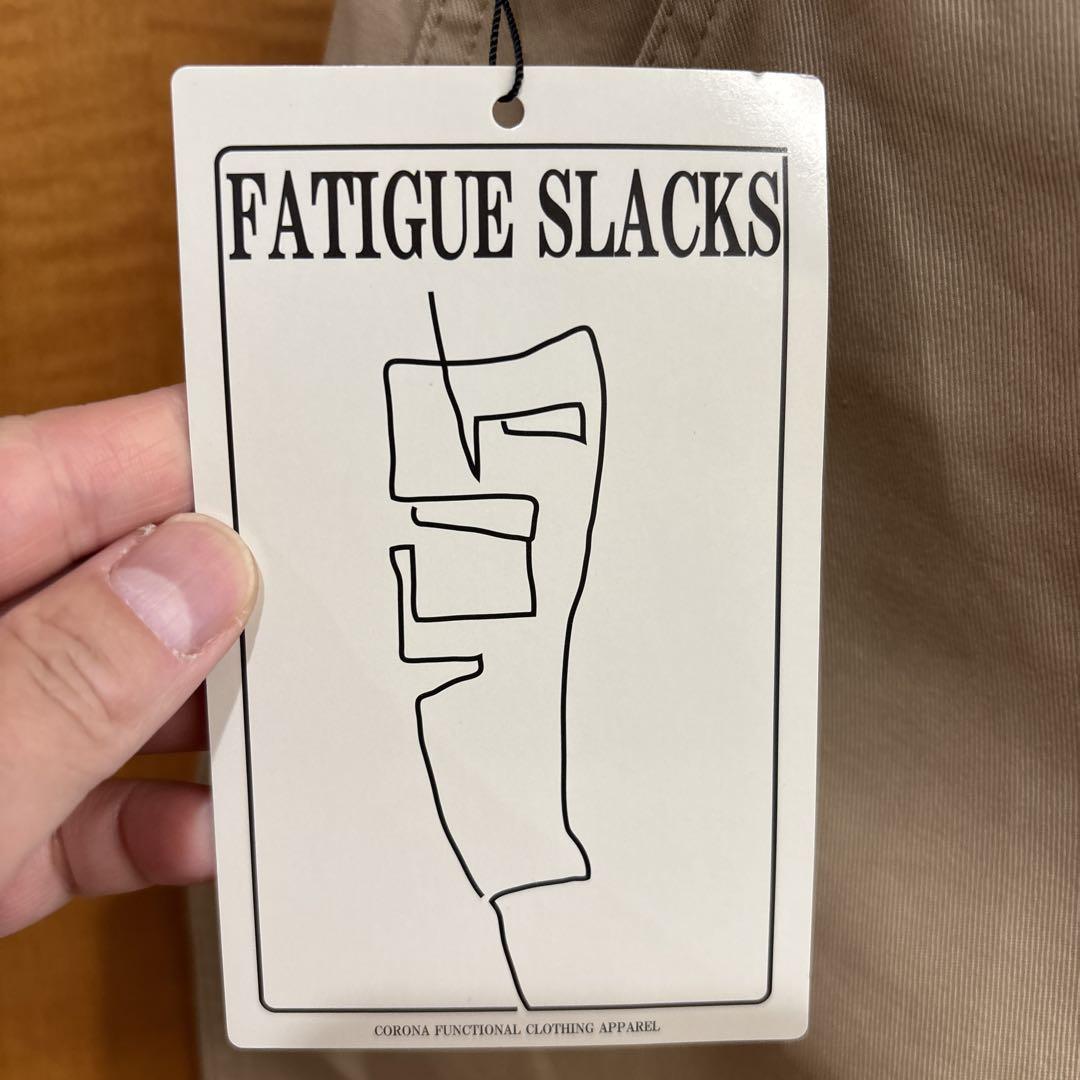 FATIGUE SLACKS
CORONA FUNCTIONAL CLOTHING APPAREL